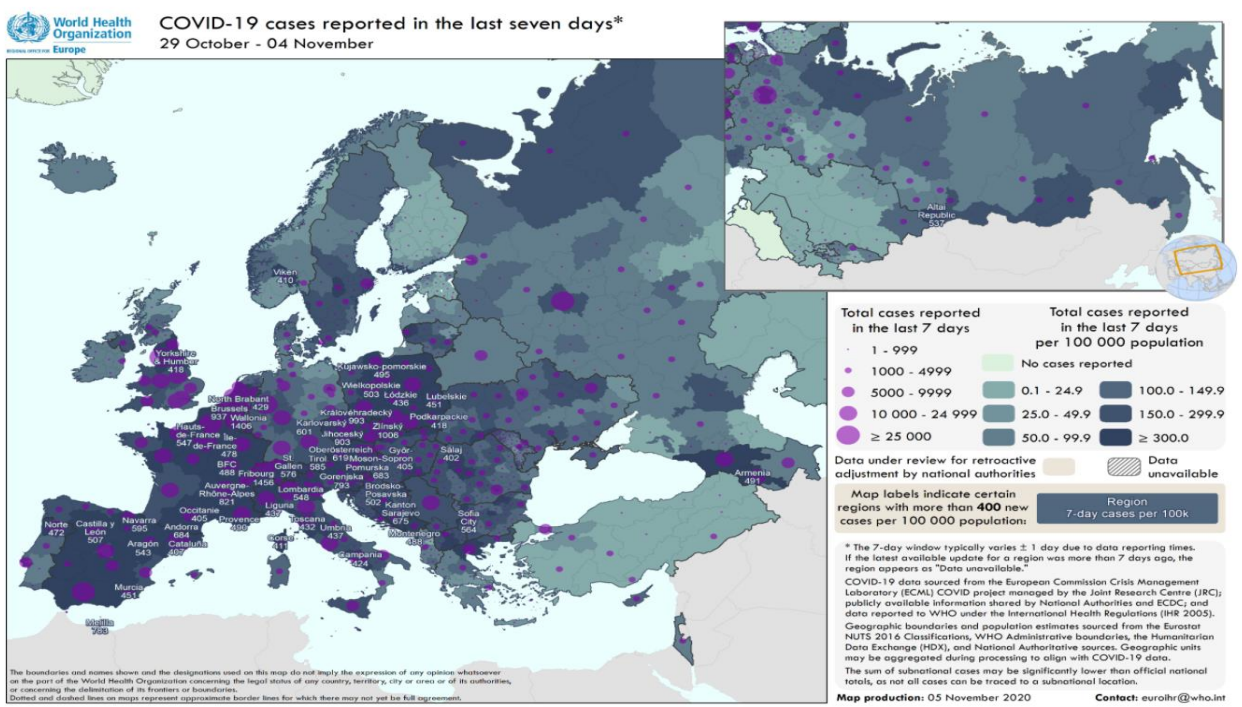 World Health
Organization
REGIONAL OFFICE FOR Europe
COVID-19 cases reported in the last seven days*
29 October - 04 November
Altai
Republic
537
Viken
410
Yorkshire
& Humber
418
Kujawsko-pomorskie
495
Wielkopolskie
503
Łódzkie
436
Lubelskie
451
North Brabant
429
Brussels
937
Wallonia
1406
Královéhradecký
993
Podkarpackie
418
Karlovarský
601
Zlínský
1006
Hauts-
de-France
547
Île-
de-France
478
Jihočeský
903
Oberösterreich
619
Győr-
Moson-Sopron
405
Sălaj
402
St
Gallen
576
Tirol
585
BFC
488
Fribourg
1456
Pomurska
683
Gorenjska
793
Auvergne-
Rhône-Alpes
821
Lombardia
548
Brodsko-
Posavska
502
Liguria
437
Kanton
Sarajevo
675
Occitanie
405
Provence
490
Toscana
432
Umbria
437
Sofia
City
564
Montenegro
Norte
472
Castilla y
León
507
Navarra
595
Andorra
684
Aragón
543
Cataluña
Corse
411
Campania
424
Murcia
451
Melilla
783
Armenia
491
Total cases reported
in the last 7 days
1 - 999
1000 - 4999
5000 - 9999
10 000 - 24 999
≥ 25 000
Total cases reported
in the last 7 days
per 100 000 population
No cases reported
0.1 - 24.9
100.0 - 149.9
25.0 - 49.9
150.0 - 299.9
50.0 - 99.9
≥ 300.0
Data under review for retroactive
adjustment by national authorities
Data
unavailable
Map labels indicate certain
regions with more than 400 new
cases per 100 000 population:
Region
7-day cases per 100k
* The 7-day window typically varies ± 1 day due to data reporting times.
If the latest available update for a region was more than 7 days ago, the
region appears as "Data unavailable."
COVID-19 data sourced from the European Commission Crisis Management
Laboratory (ECML) COVID project managed by the Joint Research Centre (JRC);
publically available information shared by National Authorities and ECDC; and
data reported to WHO under the International Health Regulations (IHR 2005).
Geographic boundaries and population estimates sourced from the Eurostat
NUTS 2016 Classifications, WHO Administrative boundaries, the Humanitarian
Data Exchange (HDX), and National Authoritative sources. Geographic units
may be aggregated during processing to align with COVID-19 data.
The sum of subnational cases may be significantly lower than official national
totals, as not all cases can be traced to a subnational location.
The boundaries and names shown and the designations used on this map do not imply the expression of any opinion whatsoever
on the part of the World Health Organization concerning the legal status of any country, territory, city or area or of its authorities,
or concerning the delimitation of its frontiers or boundaries.
Dotted and dashed lines on maps represent approximate border lines for which there may not yet be full agreement.
Map production: 05 November 2020
Contact: euroihr@who.int